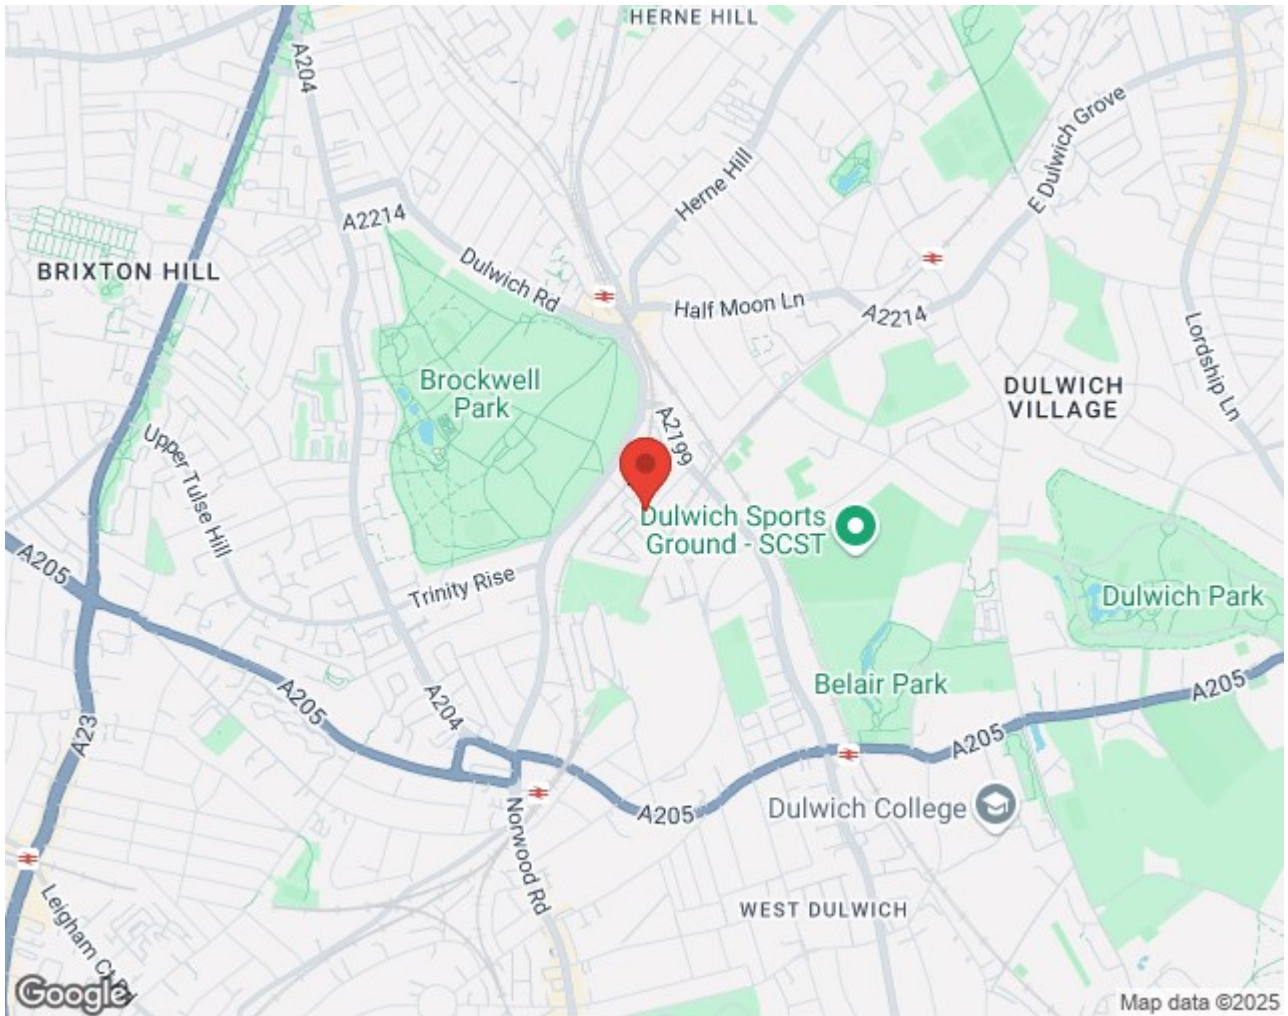 HERNE HILL
A204
E Dulwich Grove
Herne Hill
A2214
BRIXTON HILL
Dulwich Rd
Half Moon Ln
A2214
Lordship Ln
Brockwell
Park
DULWICH
VILLAGE
A2199
Upper Tulse Hill
Dulwich Sports
Ground - SCST
A205
Trinity Rise
Dulwich Park
Belair Park
A205
A204
A205
A23
A205
Dulwich College
A205
Norwood Rd
WEST DULWICH
Leigham
Google
Map data ©2025